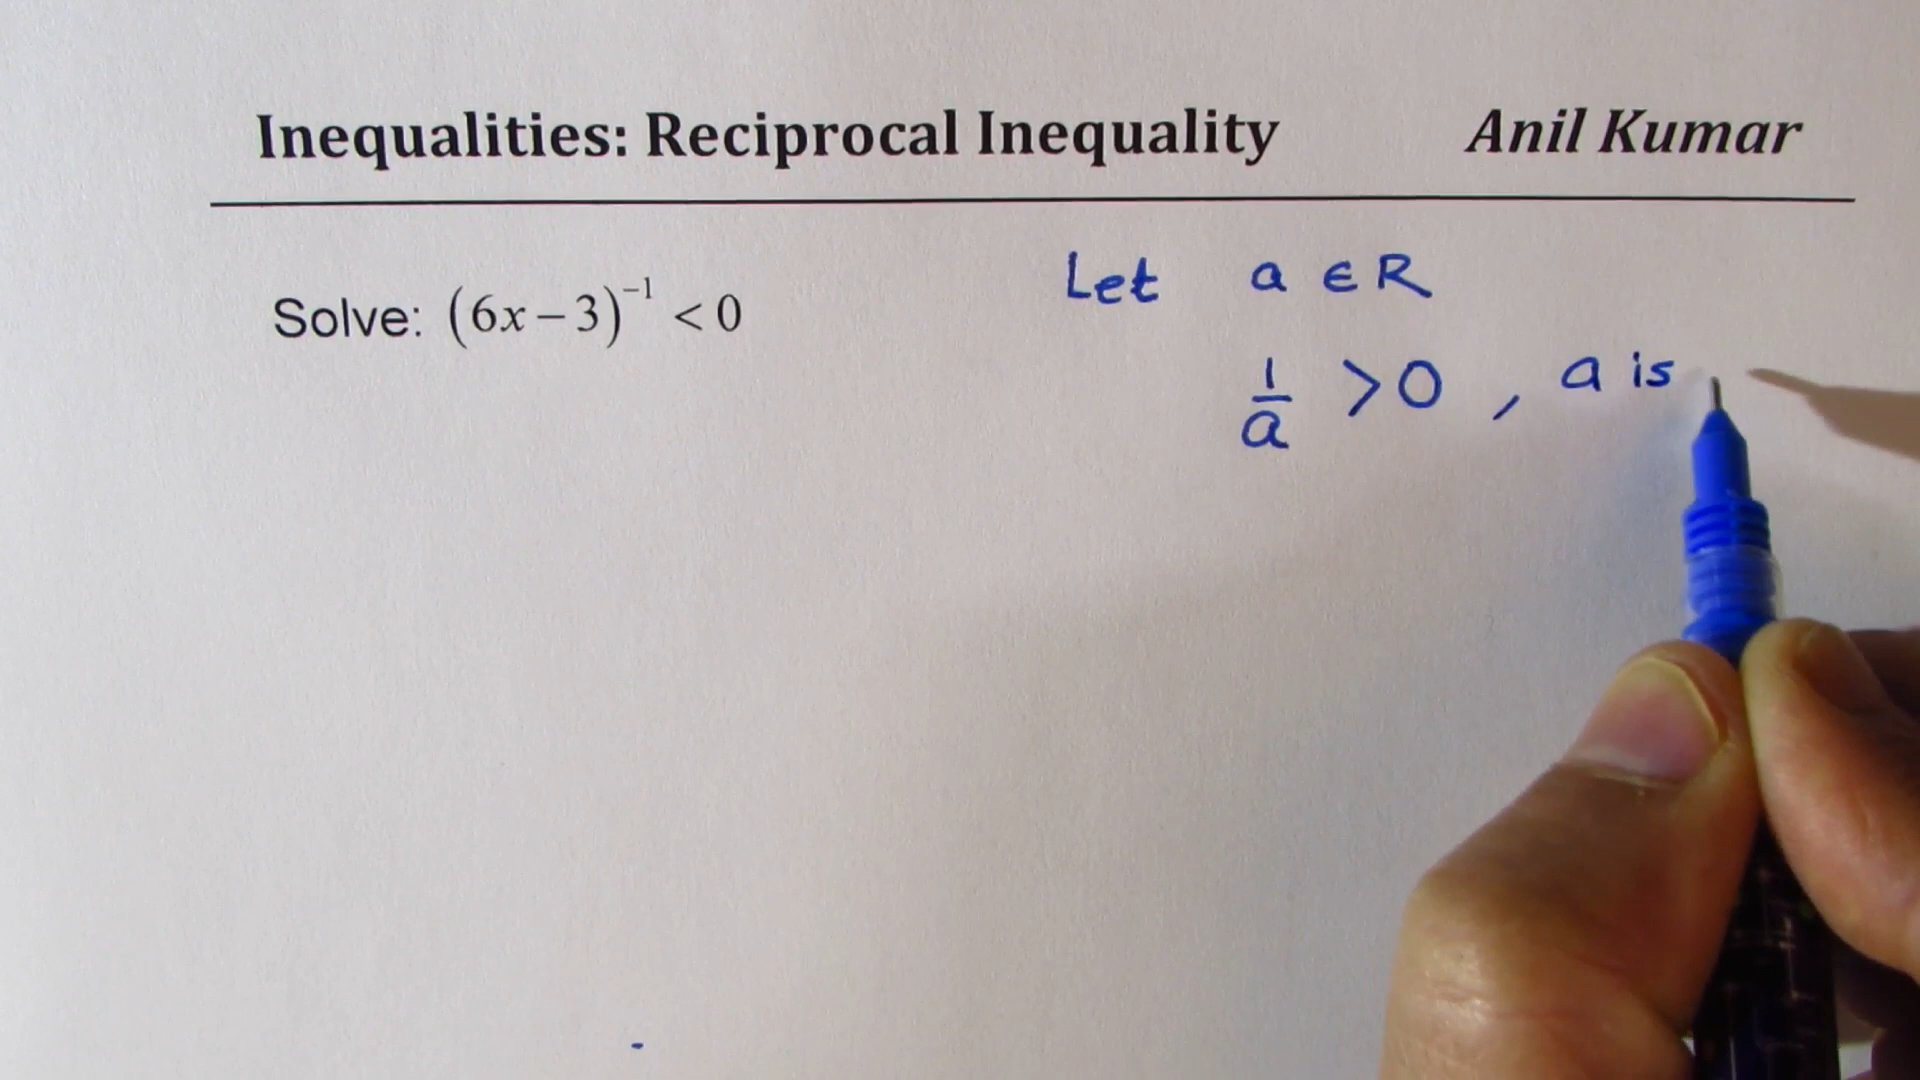 Inequalities: Reciprocal Inequality Anil Kumar
Let a ∈ R
Solve: (6x − 3)⁻¹ < 0
1/a > 0 , a is